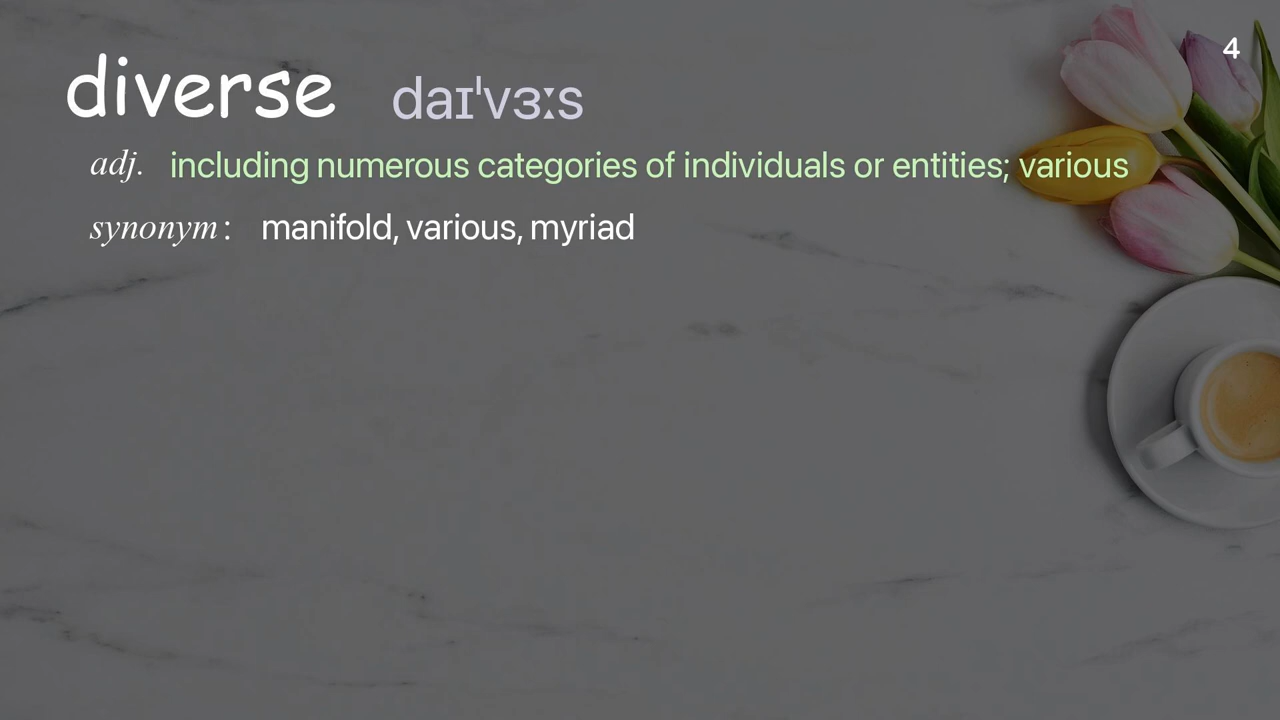 4
diverse daɪˈvɜːs
adj. including numerous categories of individuals or entities; various
synonym: manifold, various, myriad